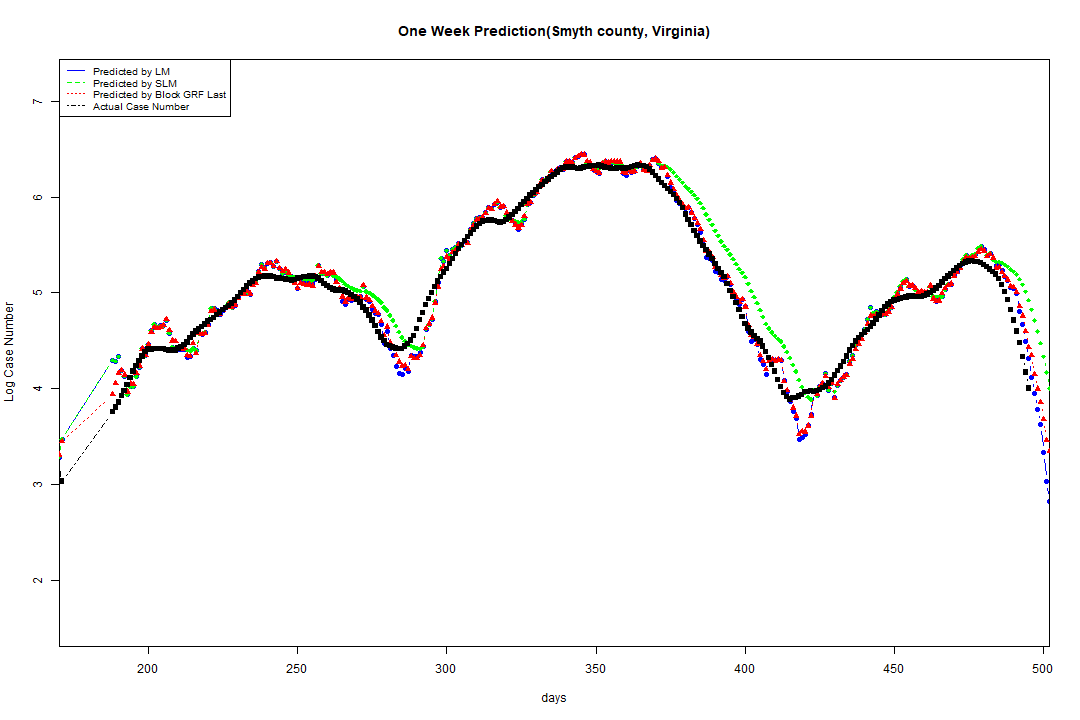 One Week Prediction(Smyth county, Virginia)
Predicted by LM
Predicted by SLM
Predicted by Block GRF Last
Actual Case Number
7
6
5
4
3
2
Log Case Number
200 250 300 350 400 450 500
days